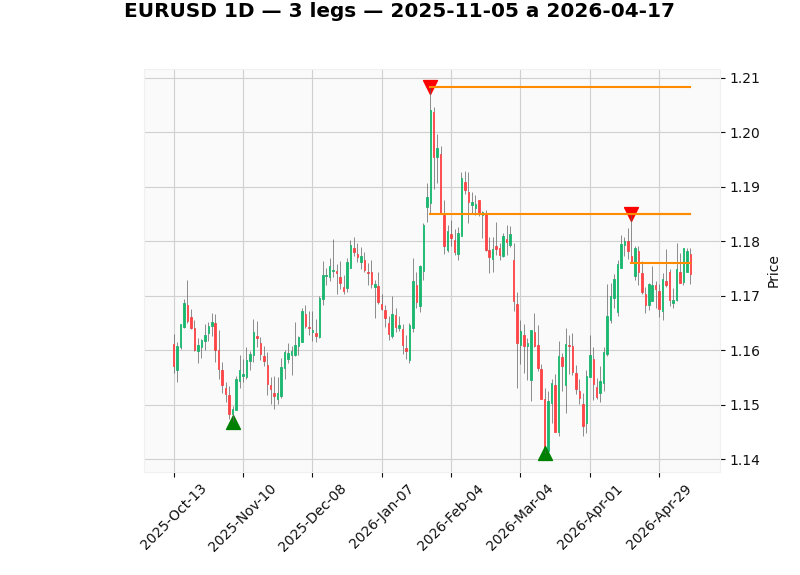 EURUSD 1D — 3 legs — 2025-11-05 a 2026-04-17
1.21
1.20
1.19
1.18
1.17
1.16
1.15
1.14
Price
2025-Oct-13
2025-Nov-10
2025-Dec-08
2026-Jan-07
2026-Feb-04
2026-Mar-04
2026-Apr-01
2026-Apr-29